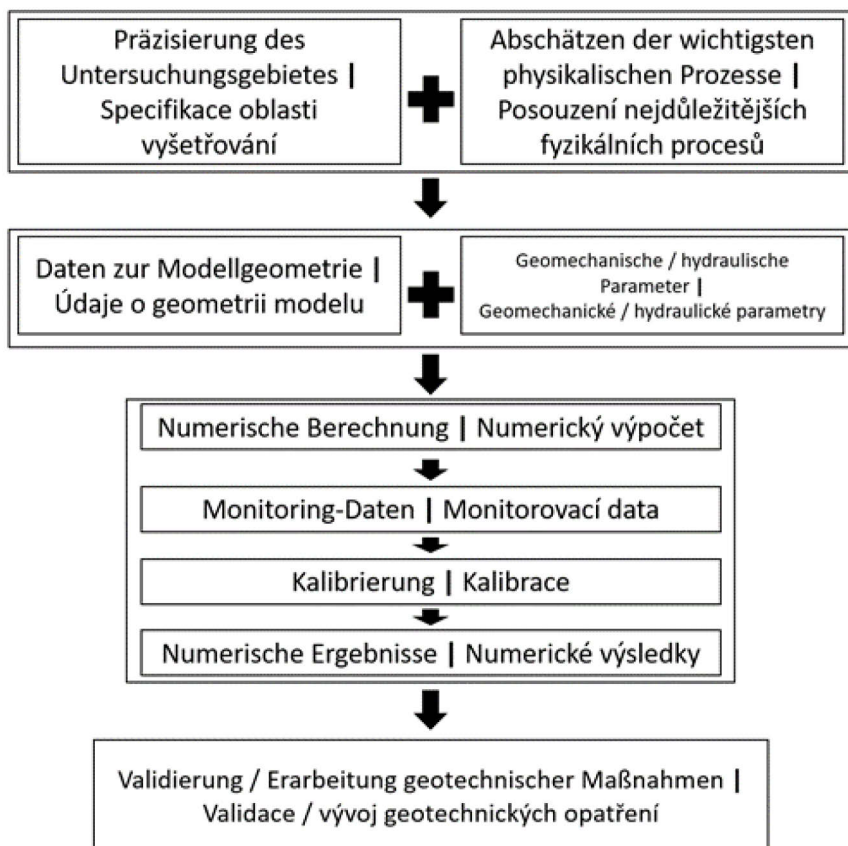 Präzisierung des
Untersuchungsgebietes |
Specifikace oblasti
vyšetřování
Abschätzen der wichtigsten
physikalischen Prozesse |
Posouzení nejdůležitějších
fyzikálních procesů
Daten zur Modellgeometrie |
Údaje o geometrii modelu
Geomechanische / hydraulische
Parameter |
Geomechanické / hydraulické parametry
Numerische Berechnung | Numerický výpočet
Monitoring-Daten | Monitorovací data
Kalibrierung | Kalibrace
Numerische Ergebnisse | Numerické výsledky
Validierung / Erarbeitung geotechnischer Maßnahmen |
Validace / vývoj geotechnických opatření